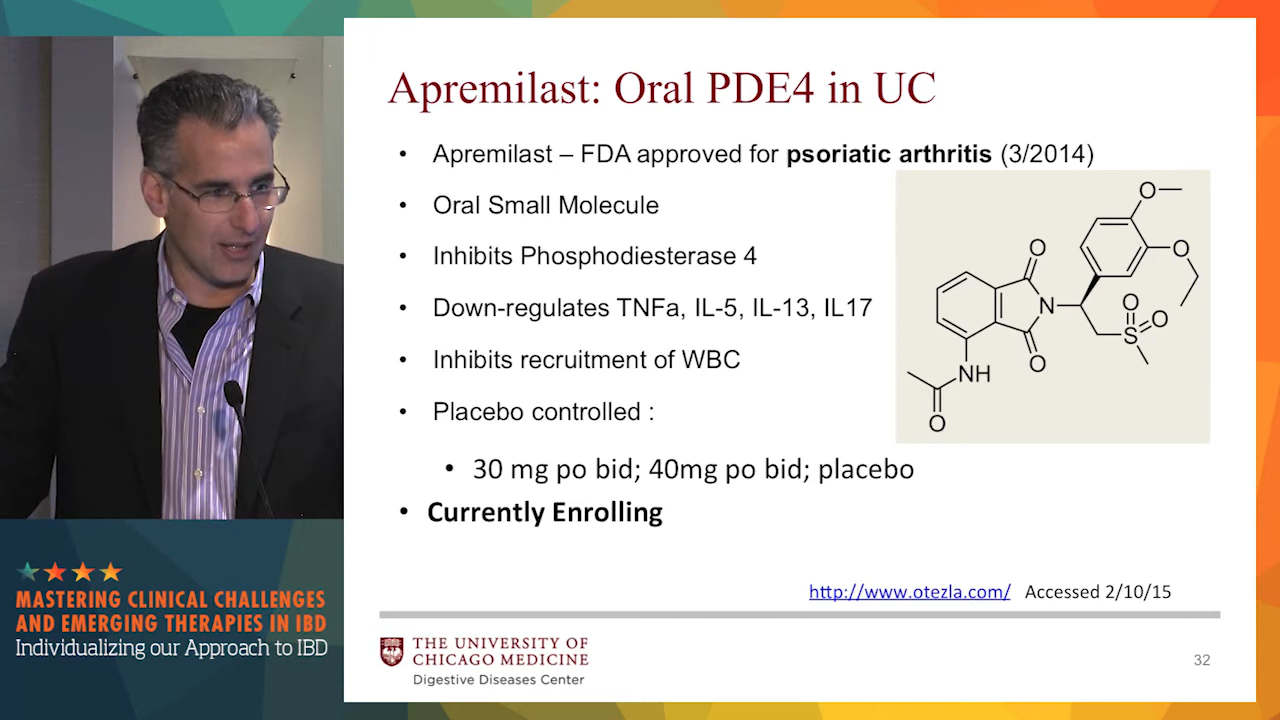 Apremilast: Oral PDE4 in UC
• Apremilast – FDA approved for psoriatic arthritis (3/2014)
• Oral Small Molecule
• Inhibits Phosphodiesterase 4
• Down-regulates TNFa, IL-5, IL-13, IL17
• Inhibits recruitment of WBC
• Placebo controlled :
• 30 mg po bid; 40mg po bid; placebo
• Currently Enrolling
O
O
O
O
O
N
S
O
O
NH
O
http://www.otezla.com/ Accessed 2/10/15
THE UNIVERSITY OF
CHICAGO MEDICINE
Digestive Diseases Center
32
MASTERING CLINICAL CHALLENGES
AND EMERGING THERAPIES IN IBD
Individualizing our Approach to IBD